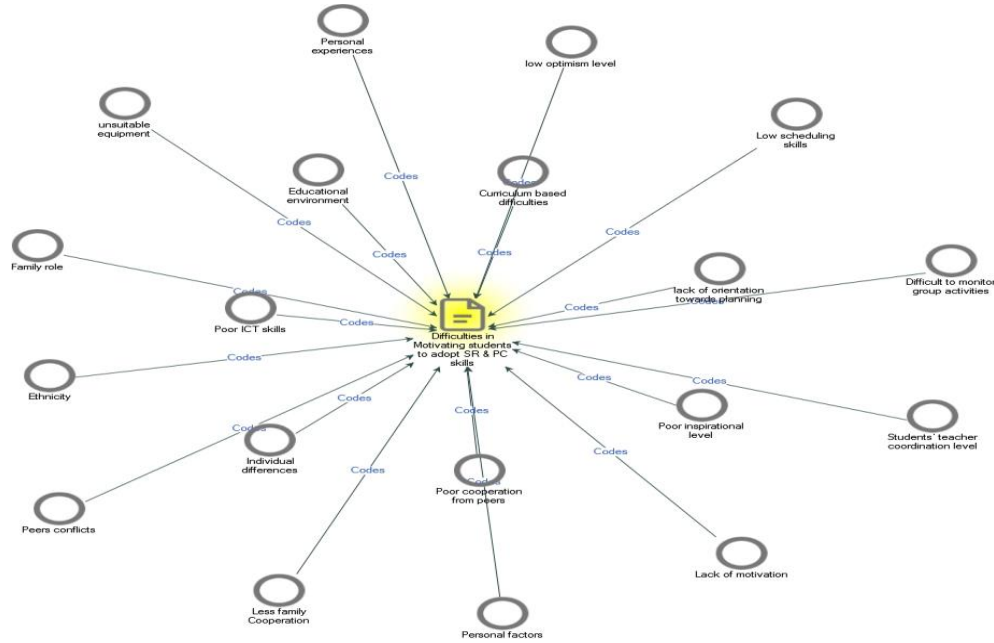 Personal
experiences
low optimism level
unsuitable
equipment
Low scheduling
skills
Codes
Educational
environment
Codes
Curriculum based
difficulties
Codes
Codes
Codes
Codes
Family role
Codes
lack of orientation
towards planning
Difficult to monitor
group activities
Codes
Codes
Poor ICT skills
Codes
Difficulties in
Motivating students
to adopt SR & PC
skills
Codes
Ethnicity
Codes
Codes
Codes
Codes
Poor inspirational
level
Students' teacher
coordination level
Codes
Codes
Individual
differences
Codes
Codes
Codes
Poor cooperation
from peers
Peers conflicts
Lack of motivation
Less family
Cooperation
Personal factors